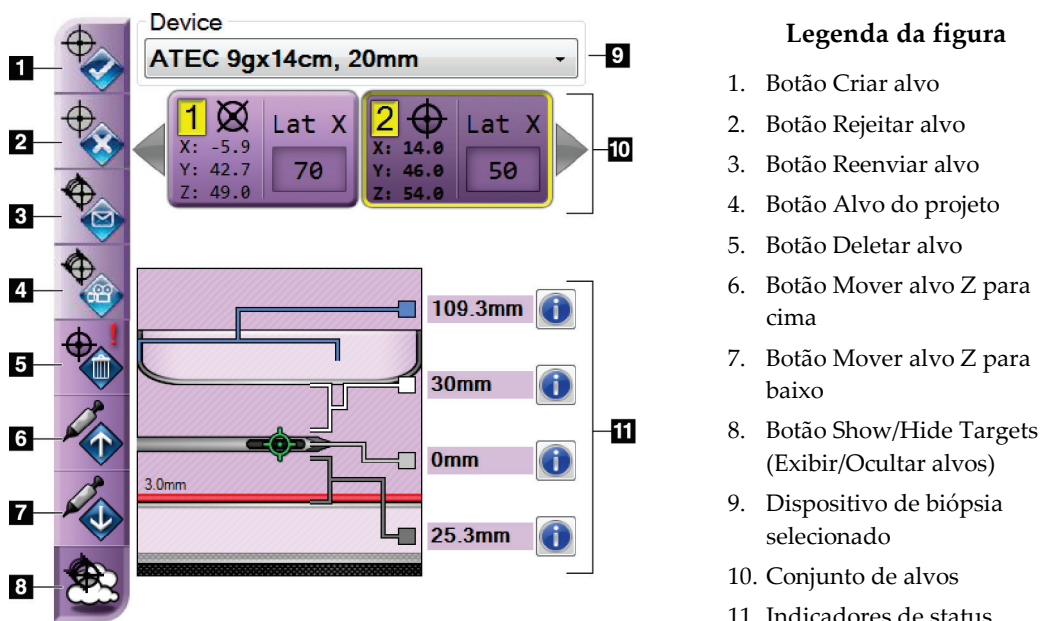 Device
ATEC 9gx14cm, 20mm
1
2
3
4
5
6
7
8
9
10
11
1
X: -5.9
Y: 42.7
Z: 49.0
Lat X
70
2
X: 14.0
Y: 46.0
Z: 54.0
Lat X
50
109.3mm
30mm
0mm
3.0mm
25.3mm
Legenda da figura
1. Botão Criar alvo
2. Botão Rejeitar alvo
3. Botão Reenviar alvo
4. Botão Alvo do projeto
5. Botão Deletar alvo
6. Botão Mover alvo Z para
cima
7. Botão Mover alvo Z para
baixo
8. Botão Show/Hide Targets
(Exibir/Ocultar alvos)
9. Dispositivo de biópsia
selecionado
10. Conjunto de alvos
11. Indicadores de status